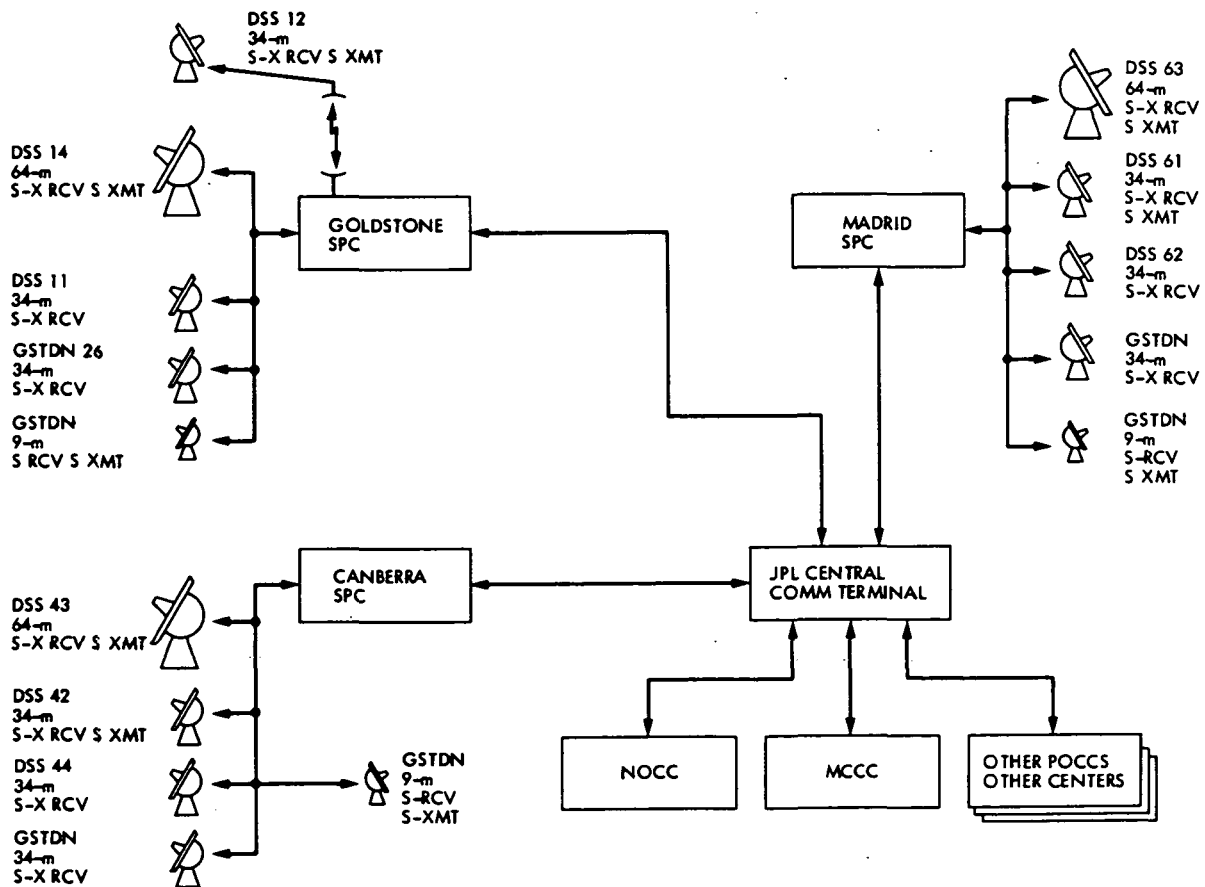 DSS 12
34-m
S-X RCV S XMT
DSS 14
64-m
S-X RCV S XMT
GOLDSTONE
SPC
DSS 11
34-m
S-X RCV
GSTDN 26
34-m
S-X RCV
GSTDN
9-m
S RCV S XMT
MADRID
SPC
DSS 63
64-m
S-X RCV
S XMT
DSS 61
34-m
S-X RCV
S XMT
DSS 62
34-m
S-X RCV
GSTDN
34-m
S-X RCV
GSTDN
9-m
S-RCV
S XMT
CANBERRA
SPC
JPL CENTRAL
COMM TERMINAL
DSS 43
64-m
S-X RCV S XMT
DSS 42
34-m
S-X RCV S XMT
DSS 44
34-m
S-X RCV
GSTDN
34-m
S-X RCV
GSTDN
9-m
S-RCV
S-XMT
NOCC
MCCC
OTHER POCCS
OTHER CENTERS